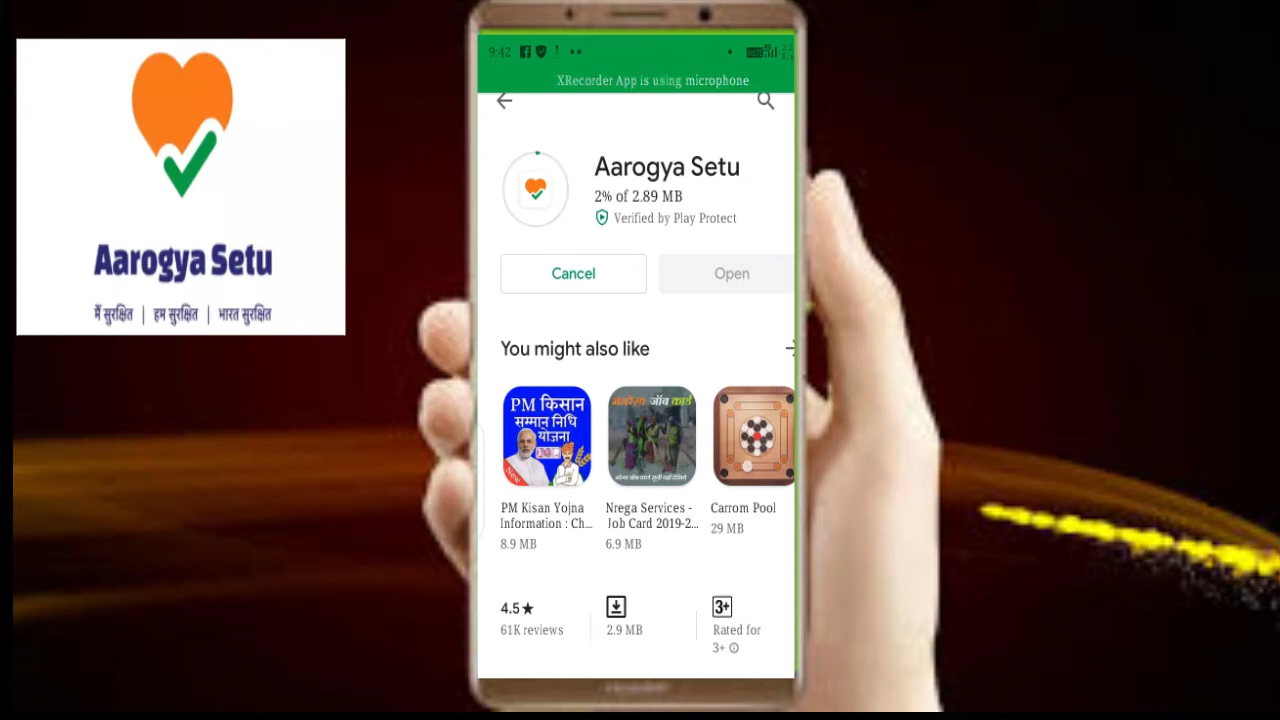 Aarogya Setu
मैं सुरक्षित | हम सुरक्षित | भारत सुरक्षित
9:42
XRecorder App is using microphone
Aarogya Setu
2% of 2.89 MB
Verified by Play Protect
Cancel
Open
You might also like
PM किसान
सम्मान निधि
योजना
New
मनरेगा जॉब कार्ड
PM Kisan Yojna
Information : Ch...
8.9 MB
Nrega Services -
Job Card 2019-2...
6.9 MB
Carrom Pool
29 MB
4.5★
61K reviews
2.9 MB
3+
Rated for
3+